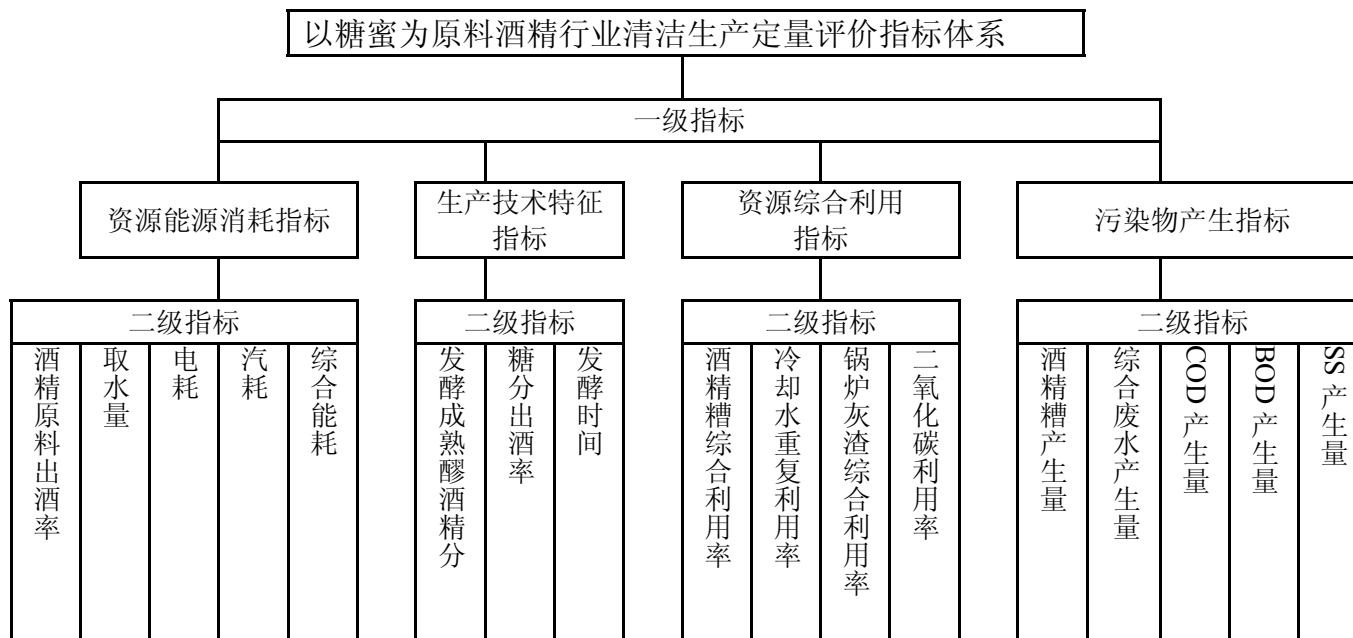 以糖蜜为原料酒精行业清洁生产定量评价指标体系
一级指标
资源能源消耗指标
生产技术特征
指标
资源综合利用
指标
污染物产生指标
二级指标
二级指标
二级指标
二级指标
酒精原料出酒率
取水量
电耗
汽耗
综合能耗
发酵成熟醪酒精分
糖分出酒率
发酵时间
酒精糟综合利用率
冷却水重复利用率
锅炉灰渣综合利用率
二氧化碳利用率
酒精糟产生量
综合废水产生量
COD 产生量
BOD 产生量
SS 产生量